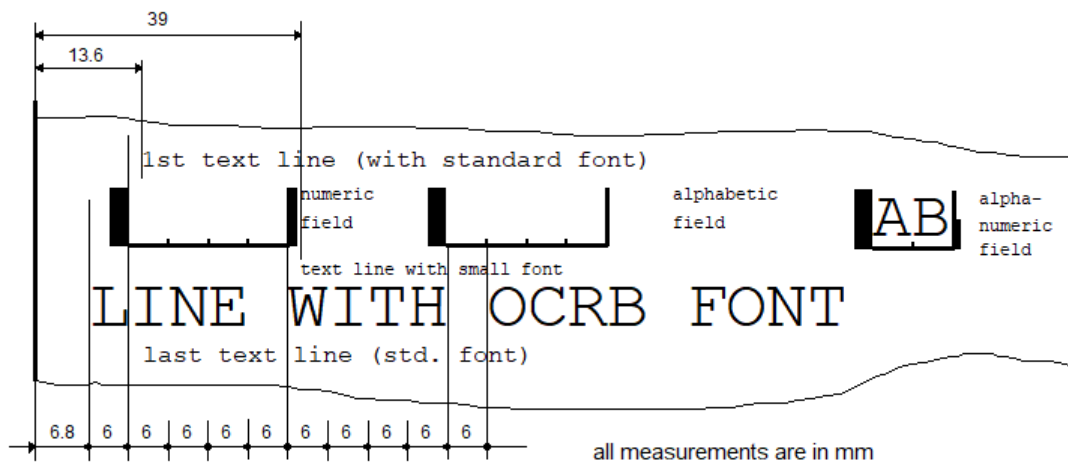 39
13.6
1st text line (with standard font)
numeric
field
alphabetic
field
AB
alpha-
numeric
field
text line with small font
LINE WITH OCRB FONT
last text line (std. font)
6.8 6 6 6 6 6 6 6 6 6 6
all measurements are in mm